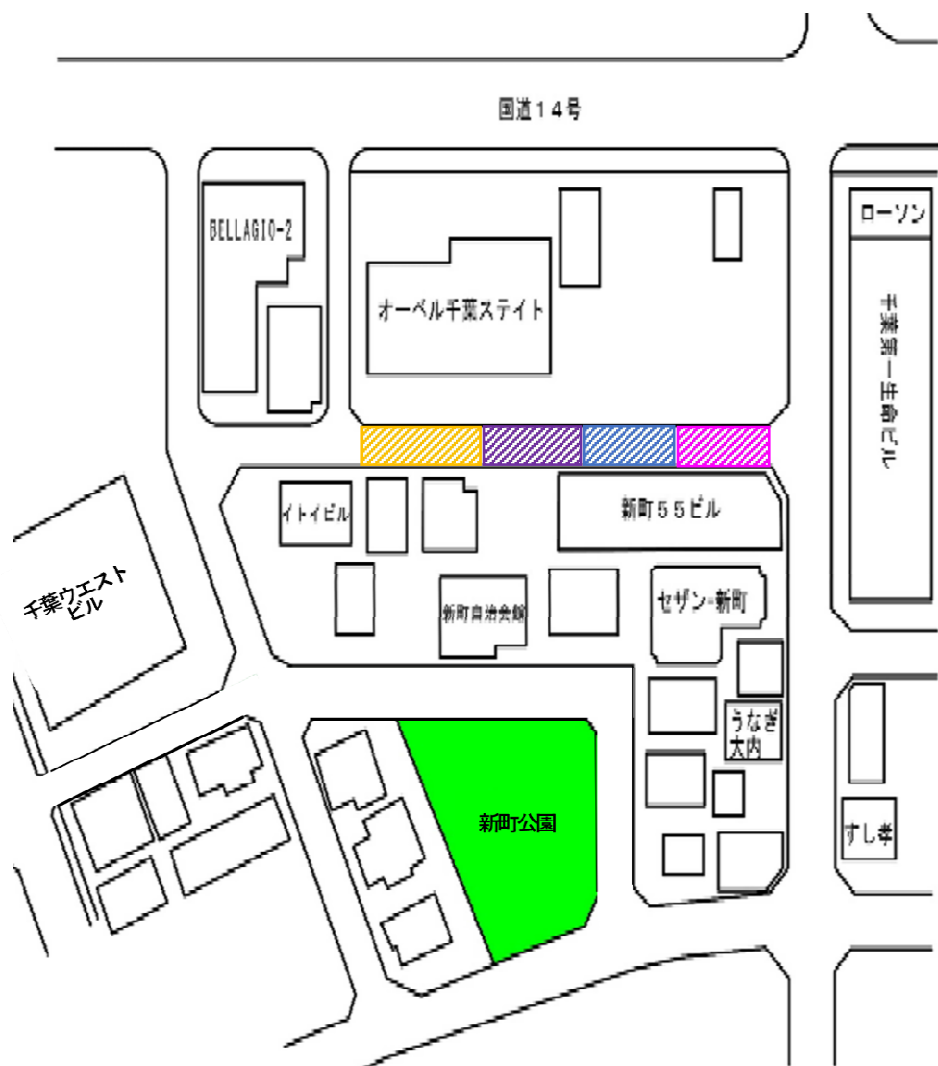 国道14号
BELLAGIO-2
ローソン
オーベル千葉ステイト
千葉第一生命ビル
イトイビル
新町55ビル
千葉ウエスト
ビル
新町自治会館
セザン-新町
うなぎ
大内
新町公園
すし孝